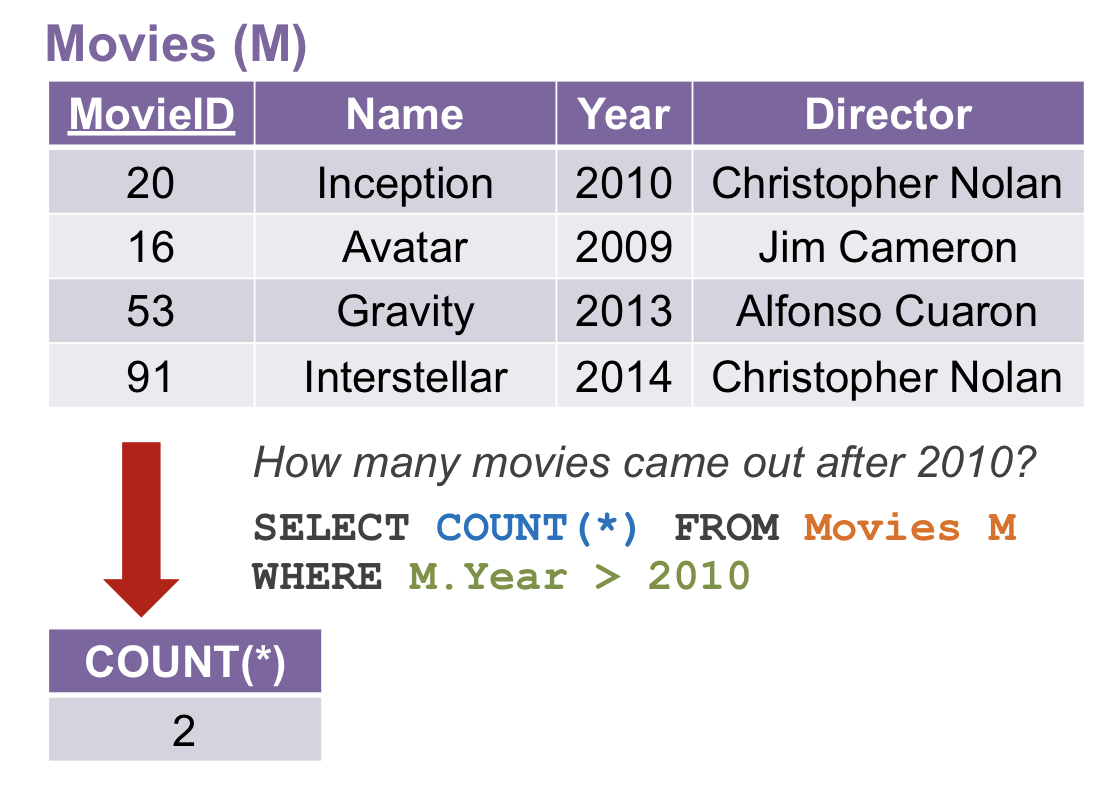 Movies (M)
MovieID Name Year Director
20 Inception 2010 Christopher Nolan
16 Avatar 2009 Jim Cameron
53 Gravity 2013 Alfonso Cuaron
91 Interstellar 2014 Christopher Nolan
How many movies came out after 2010?
SELECT COUNT(*) FROM Movies M
WHERE M.Year > 2010
COUNT(*)
2